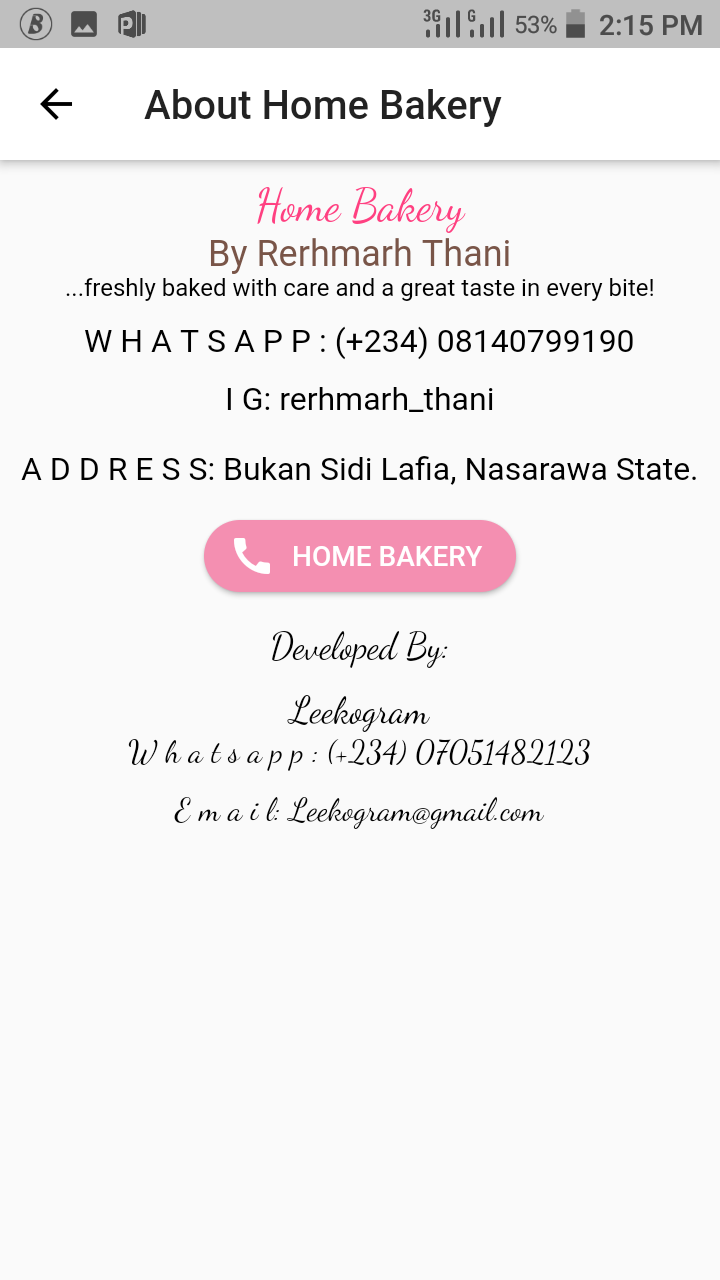 3G G 53% 2:15 PM
About Home Bakery
Home Bakery
By Rerhmarh Thani
...freshly baked with care and a great taste in every bite!
W H A T S A P P : (+234) 08140799190
I G: rerhmarh_thani
A D D R E S S: Bukan Sidi Lafia, Nasarawa State.
HOME BAKERY
Developed By:
Leekogram
W h a t s a p p : (+234) 07051482123
E m a i l: Leekogram@gmail.com